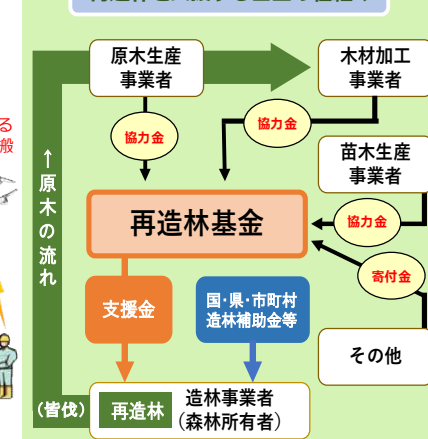 原木生産
事業者
木材加工
事業者
協力金
協力金
る
般
苗木生産
事業者
↑原木の流れ
再造林基金
協力金
寄付金
支援金
国・県・市町村
造林補助金等
その他
(皆伐)
再造林
造林事業者
(森林所有者)